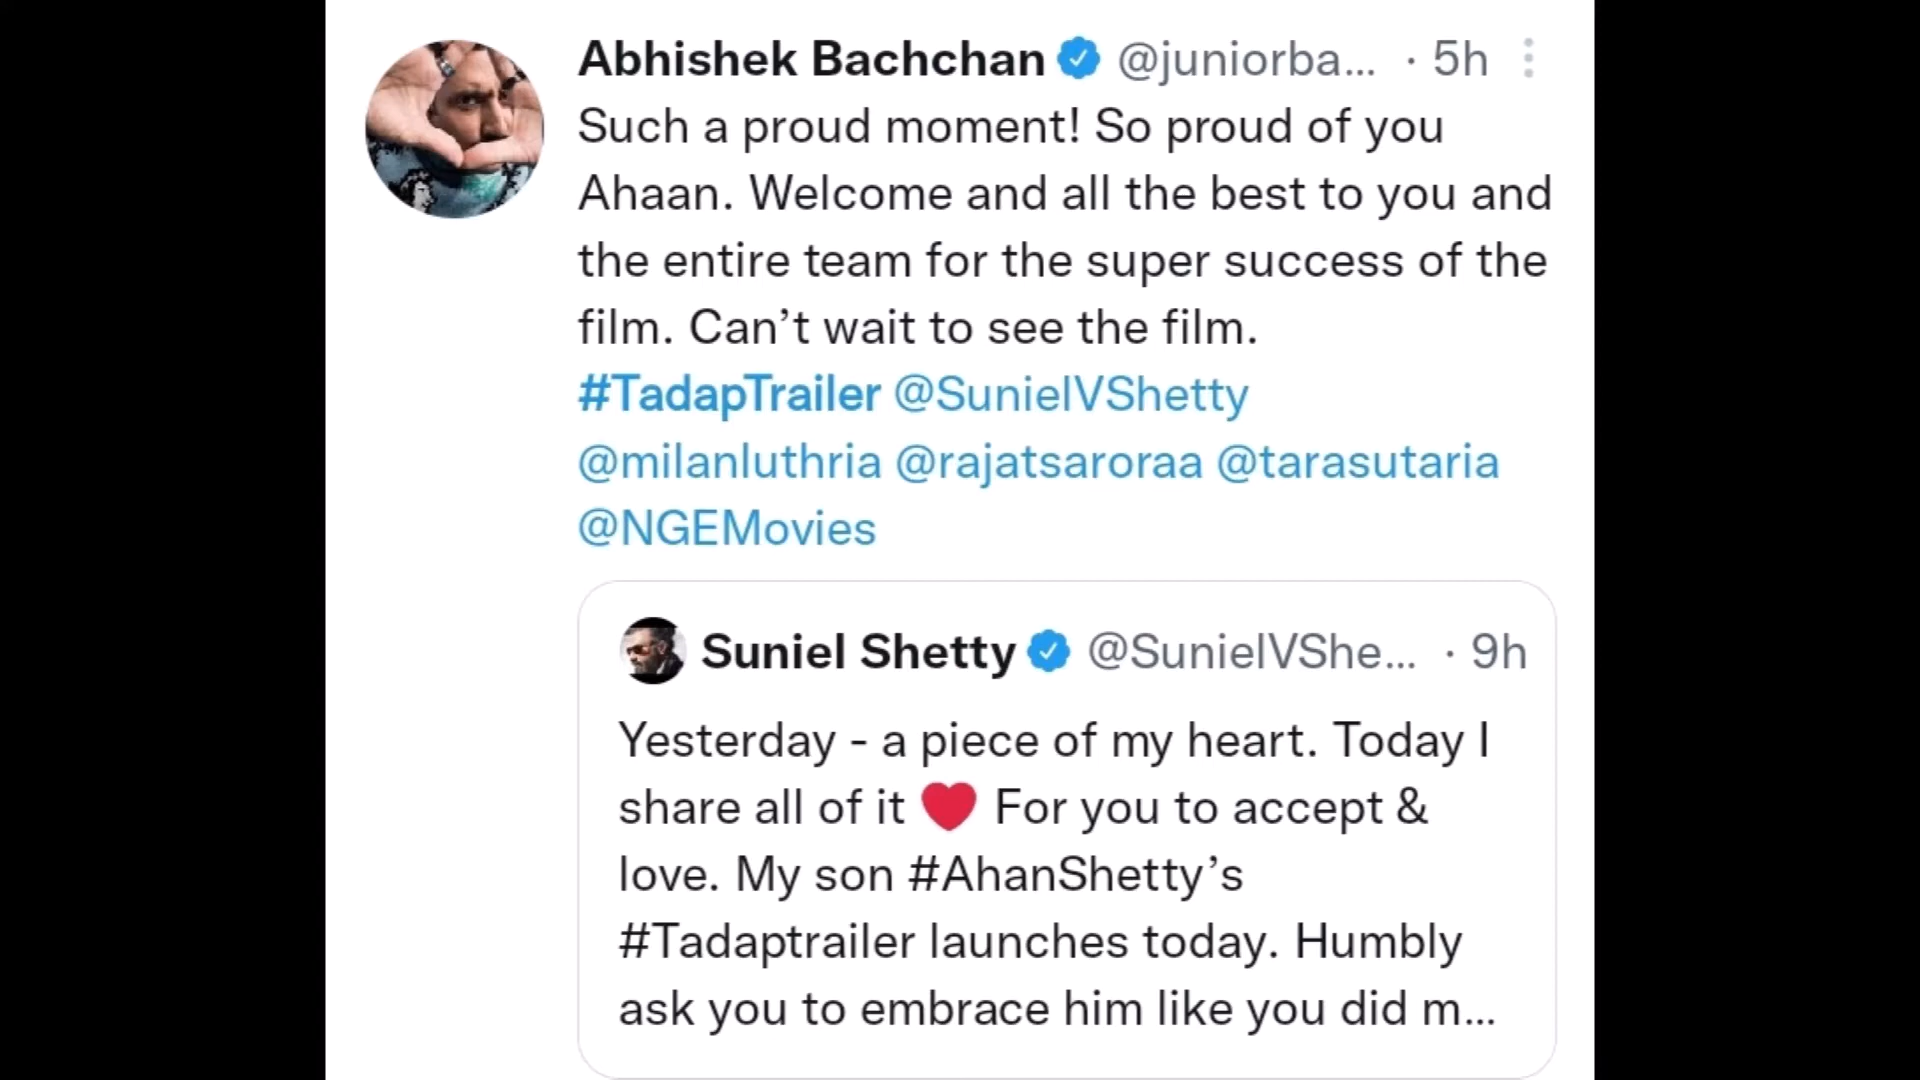 Abhishek Bachchan @juniorba... · 5h
Such a proud moment! So proud of you
Ahaan. Welcome and all the best to you and
the entire team for the super success of the
film. Can’t wait to see the film.
#TadapTrailer @SunielVShetty
@milanluthria @rajatsaroraa @tarasutaria
@NGEMovies
Suniel Shetty @SunielVShe... · 9h
Yesterday - a piece of my heart. Today I
share all of it ❤️ For you to accept &
love. My son #AhanShetty’s
#Tadaptrailer launches today. Humbly
ask you to embrace him like you did m...